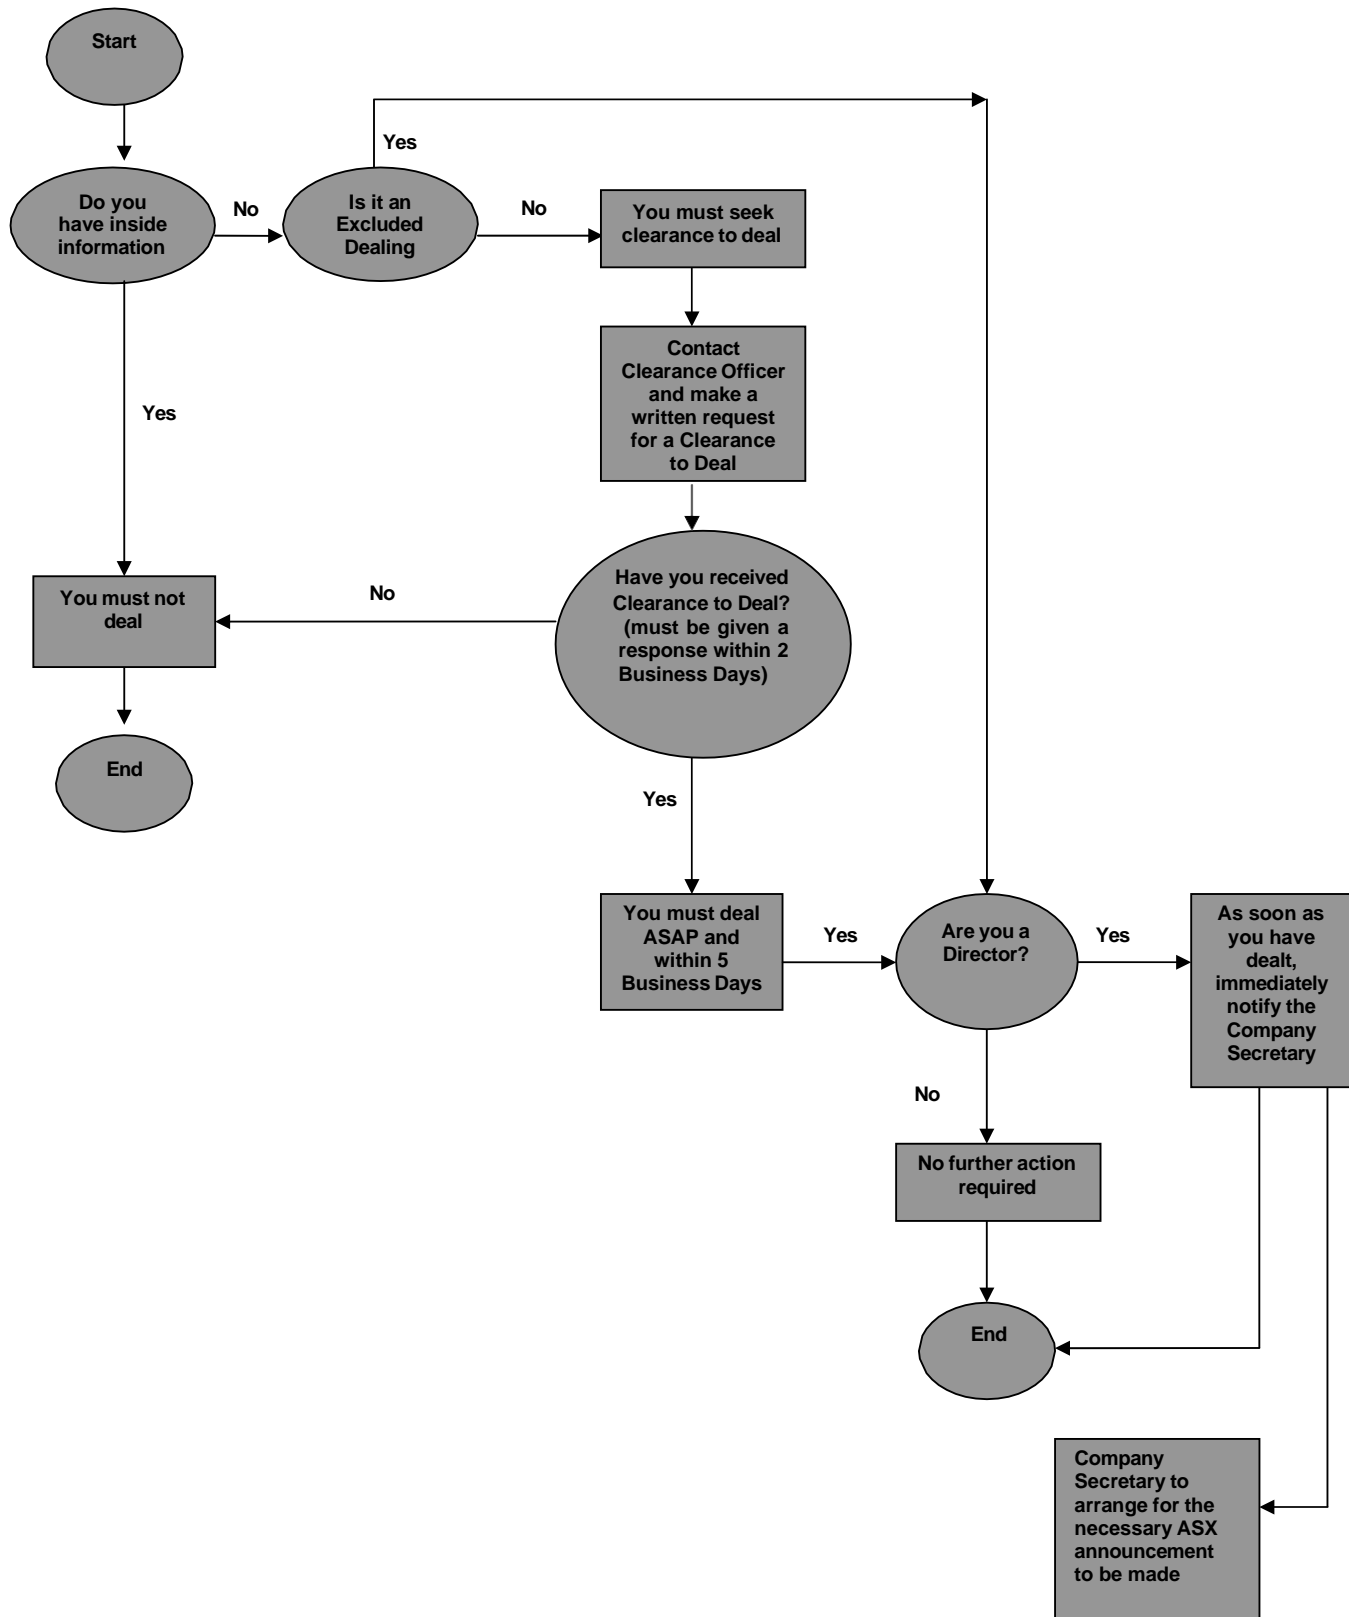 Start
Yes
Do you
have inside
information
No
Is it an
Excluded
Dealing
No
You must seek
clearance to deal
Contact
Clearance Officer
and make a
written request
for a Clearance
to Deal
Yes
You must not
deal
No
Have you received
Clearance to Deal?
(must be given a
response within 2
Business Days)
End
Yes
You must deal
ASAP and
within 5
Business Days
Yes
Are you a
Director?
Yes
As soon as
you have
dealt,
immediately
notify the
Company
Secretary
No
No further action
required
End
Company
Secretary to
arrange for the
necessary ASX
announcement
to be made